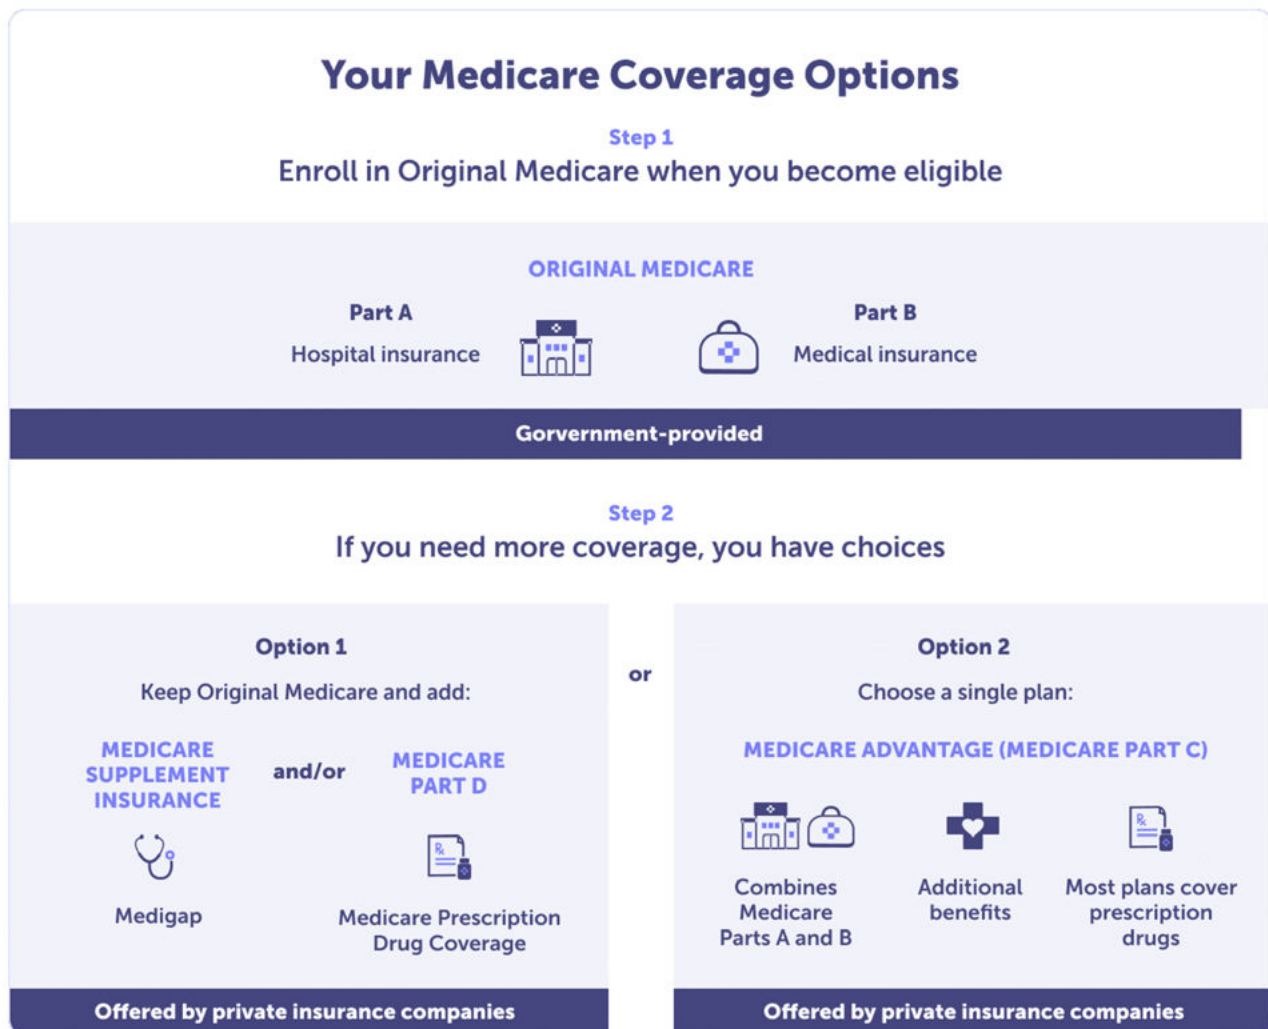 Your Medicare Coverage Options
Step 1
Enroll in Original Medicare when you become eligible
ORIGINAL MEDICARE
Part A
Hospital insurance
Part B
Medical insurance
Gorvernment-provided
Step 2
If you need more coverage, you have choices
Option 1
Keep Original Medicare and add:
MEDICARE
SUPPLEMENT
INSURANCE
Medigap
and/or
MEDICARE
PART D
Rx
Medicare Prescription
Drug Coverage
Offered by private insurance companies
or
Option 2
Choose a single plan:
MEDICARE ADVANTAGE (MEDICARE PART C)
Combines
Medicare
Parts A and B
Additional
benefits
Rx
Most plans cover
prescription
drugs
Offered by private insurance companies